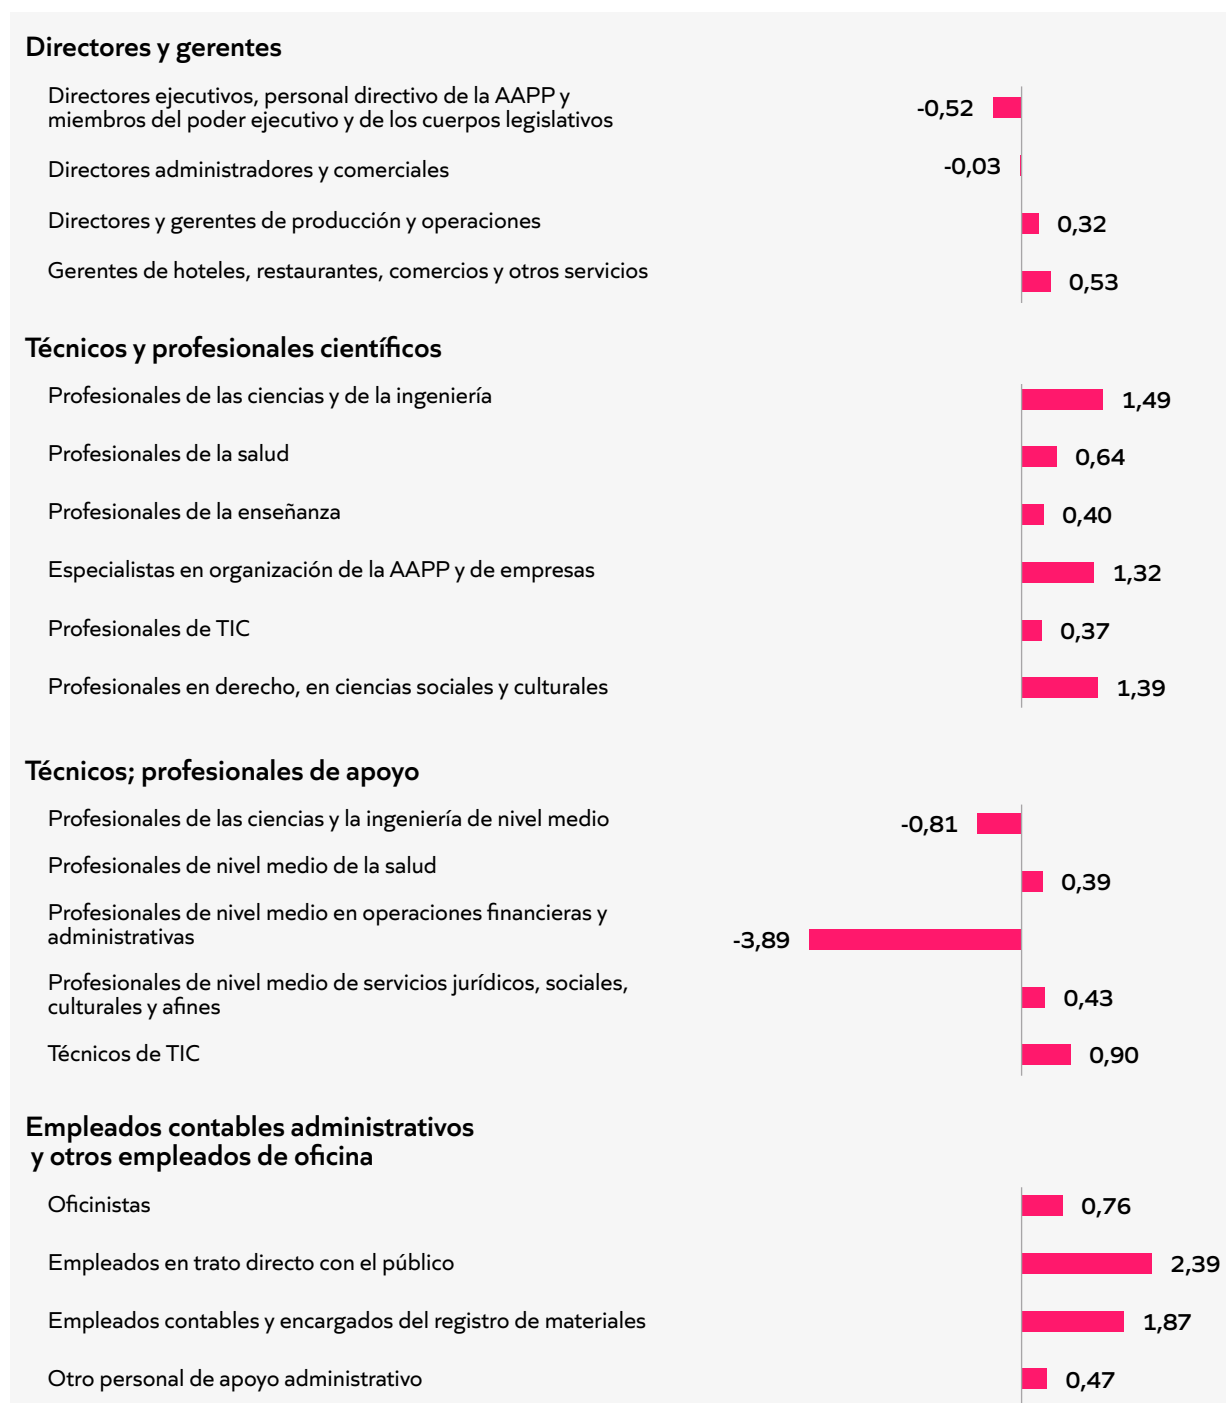 Directores y gerentes
Directores ejecutivos, personal directivo de la AAPP y
miembros del poder ejecutivo y de los cuerpos legislativos
-0,52
Directores administradores y comerciales
-0,03
Directores y gerentes de producción y operaciones
0,32
Gerentes de hoteles, restaurantes, comercios y otros servicios
0,53
Técnicos y profesionales científicos
Profesionales de las ciencias y de la ingeniería
1,49
Profesionales de la salud
0,64
Profesionales de la enseñanza
0,40
Especialistas en organización de la AAPP y de empresas
1,32
Profesionales de TIC
0,37
Profesionales en derecho, en ciencias sociales y culturales
1,39
Técnicos; profesionales de apoyo
Profesionales de las ciencias y la ingeniería de nivel medio
-0,81
Profesionales de nivel medio de la salud
0,39
Profesionales de nivel medio en operaciones financieras y
administrativas
-3,89
Profesionales de nivel medio de servicios jurídicos, sociales,
culturales y afines
0,43
Técnicos de TIC
0,90
Empleados contables administrativos
y otros empleados de oficina
Oficinistas
0,76
Empleados en trato directo con el público
2,39
Empleados contables y encargados del registro de materiales
1,87
Otro personal de apoyo administrativo
0,47